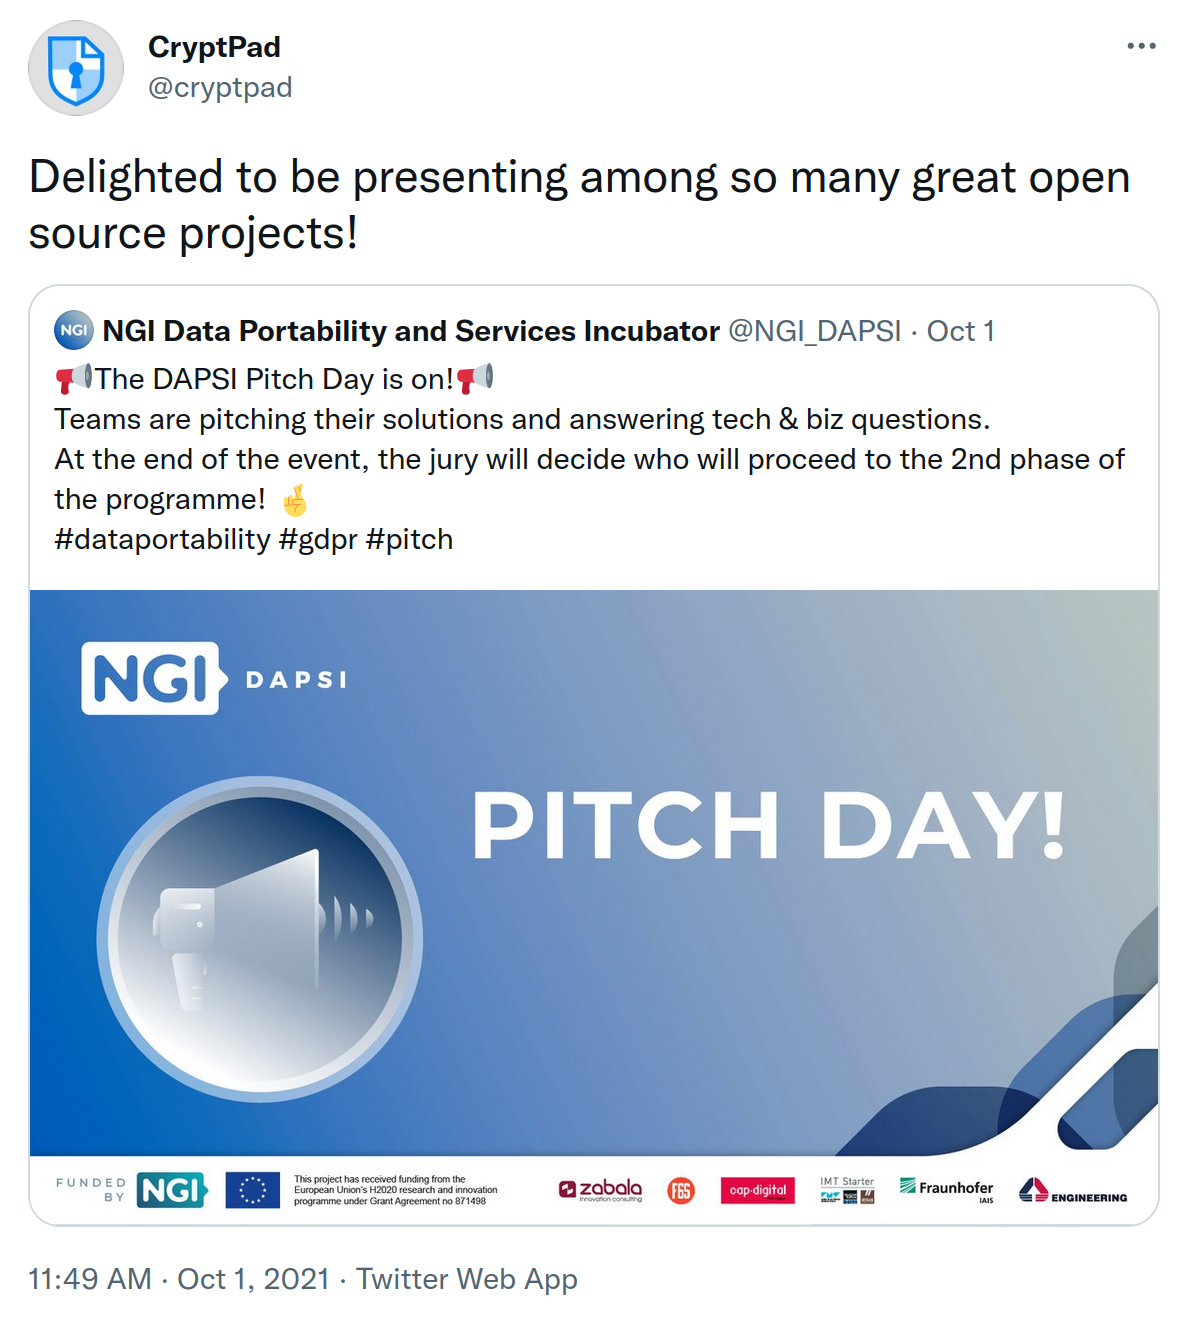 CryptPad
@cryptpad
Delighted to be presenting among so many great open
source projects!
NGI
NGI Data Portability and Services Incubator @NGI_DAPSI · Oct 1
📢The DAPSI Pitch Day is on!📢
Teams are pitching their solutions and answering tech & biz questions.
At the end of the event, the jury will decide who will proceed to the 2nd phase of
the programme! 🤞
#dataportability #gdpr #pitch
NGI DAPSI
PITCH DAY!
FUNDED
BY
NGI
This project has received funding from the
European Union's H2020 research and innovation
programme under Grant Agreement no 871498
zabala
innovation consulting
F6S
cap·digital
IMT Starter
Fraunhofer
IAIS
ENGINEERING
11:49 AM · Oct 1, 2021 · Twitter Web App